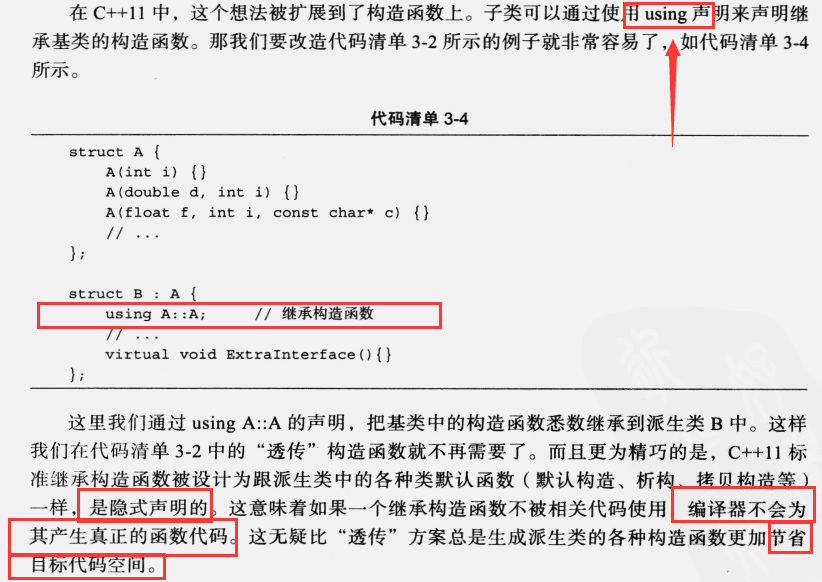 在 C++11 中，这个想法被扩展到了构造函数上。子类可以通过使用 using 声明来声明继
承基类的构造函数。那我们要改造代码清单 3-2 所示的例子就非常容易了，如代码清单 3-4
所示。
代码清单 3-4
struct A {
    A(int i) {}
    A(double d, int i) {}
    A(float f, int i, const char* c) {}
    // ...
};
struct B : A {
    using A::A;     // 继承构造函数
    // ...
    virtual void ExtraInterface(){}
};
这里我们通过 using A::A 的声明，把基类中的构造函数悉数继承到派生类 B 中。这样
我们在代码清单 3-2 中的“透传”构造函数就不再需要了。而且更为精巧的是，C++11 标
准继承构造函数被设计为跟派生类中的各种类默认函数（默认构造、析构、拷贝构造等）
一样，是隐式声明的。这意味着如果一个继承构造函数不被相关代码使用，编译器不会为
其产生真正的函数代码。这无疑比“透传”方案总是生成派生类的各种构造函数更加节省
目标代码空间。